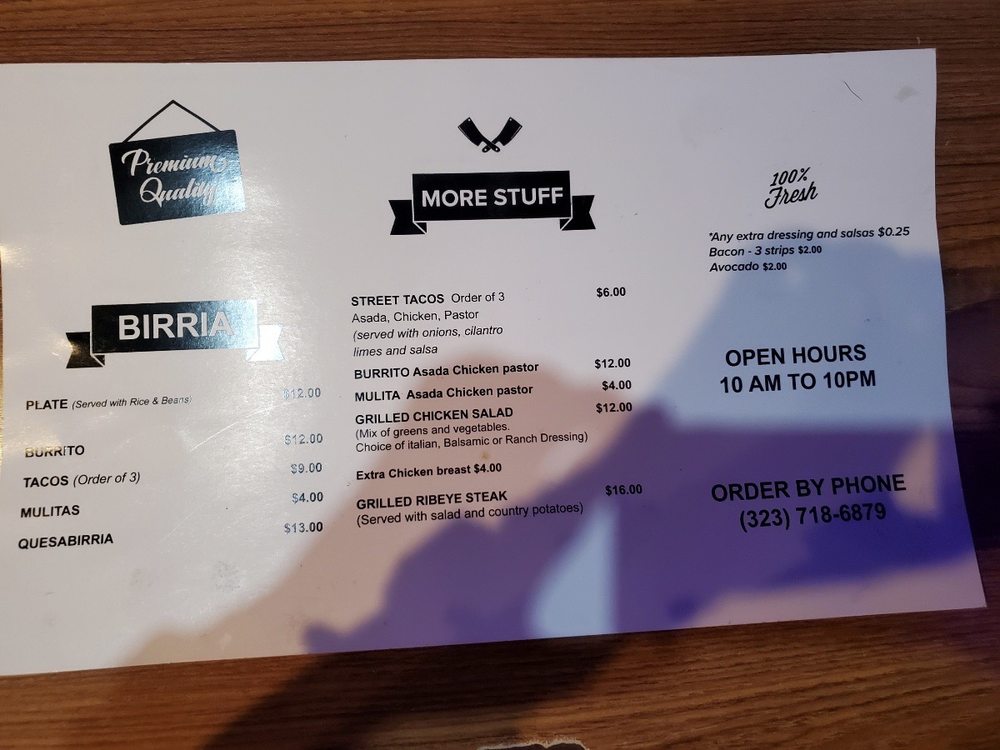 Premium
Quality
BIRRIA
PLATE (Served with Rice & Beans) $12.00
BURRITO $12.00
TACOS (Order of 3) $9.00
MULITAS $4.00
QUESABIRRIA $13.00
MORE STUFF
STREET TACOS Order of 3 $6.00
Asada, Chicken, Pastor
(served with onions, cilantro
limes and salsa
BURRITO Asada Chicken pastor $12.00
MULITA Asada Chicken pastor $4.00
GRILLED CHICKEN SALAD $12.00
(Mix of greens and vegetables.
Choice of italian, Balsamic or Ranch Dressing)
Extra Chicken breast $4.00
GRILLED RIBEYE STEAK $16.00
(Served with salad and country potatoes)
100%
Fresh
*Any extra dressing and salsas $0.25
Bacon - 3 strips $2.00
Avocado $2.00
OPEN HOURS
10 AM TO 10PM
ORDER BY PHONE
(323) 718-6879